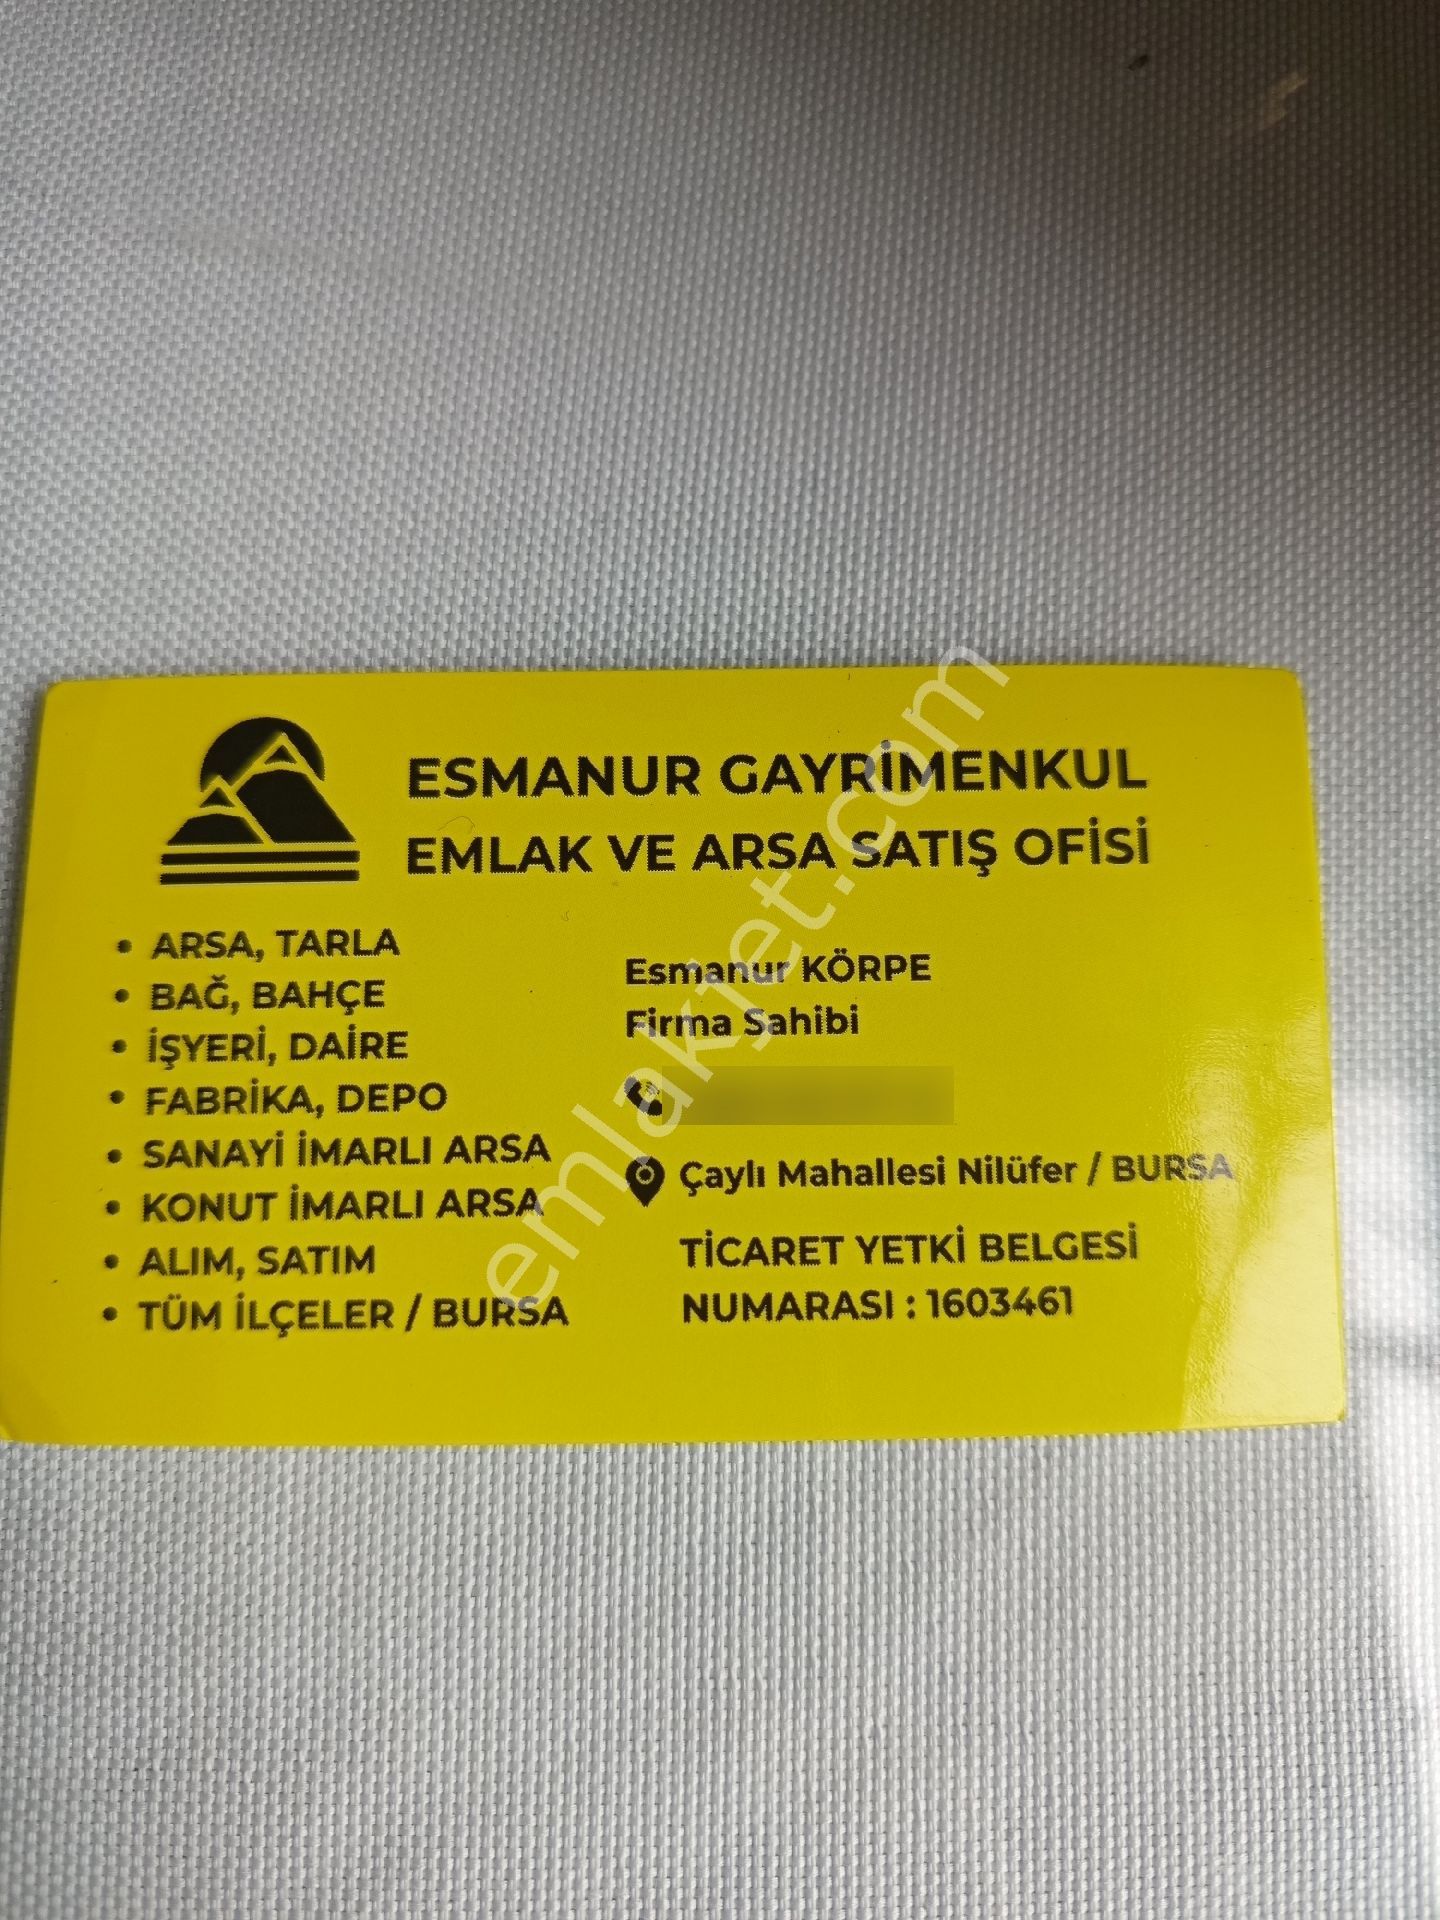 ESMANUR GAYRİMENKUL
EMLAK VE ARSA SATIŞ OFİSİ
• ARSA, TARLA
• BAĞ, BAHÇE
• İŞYERİ, DAİRE
• FABRİKA, DEPO
• SANAYİ İMARLI ARSA
• KONUT İMARLI ARSA
• ALIM, SATIM
• TÜM İLÇELER / BURSA
Esmanur KÖRPE
Firma Sahibi
Çaylı Mahallesi Nilüfer / BURSA
TİCARET YETKİ BELGESİ
NUMARASI : 1603461
emlakjet.com